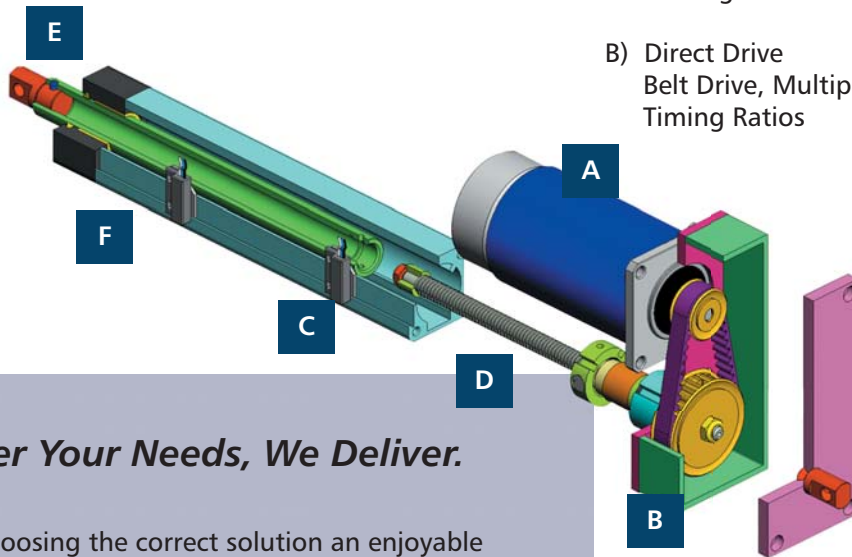 E
B) Direct Drive
Belt Drive, Multip
Timing Ratios
A
F
C
D
er Your Needs, We Deliver.
B
oosing the correct solution an enjoyable